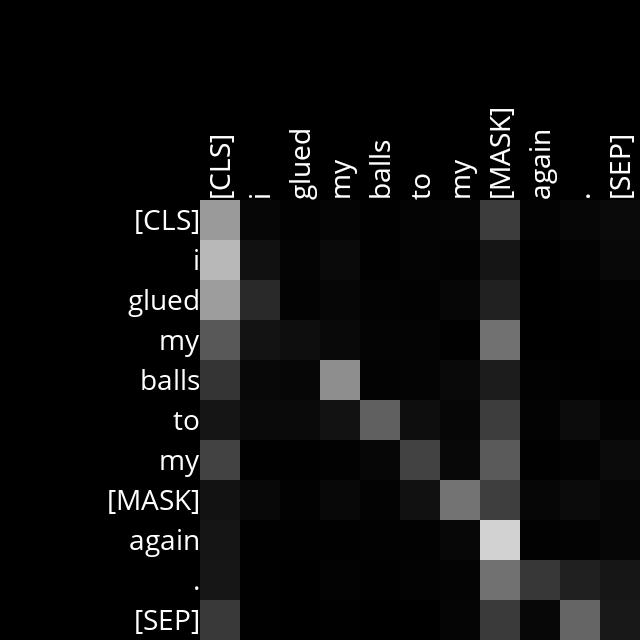 [CLS]
i
glued
my
balls
to
my
[MASK]
again
.
[SEP]
[CLS]
i
glued
my
balls
to
my
[MASK]
again
.
[SEP]